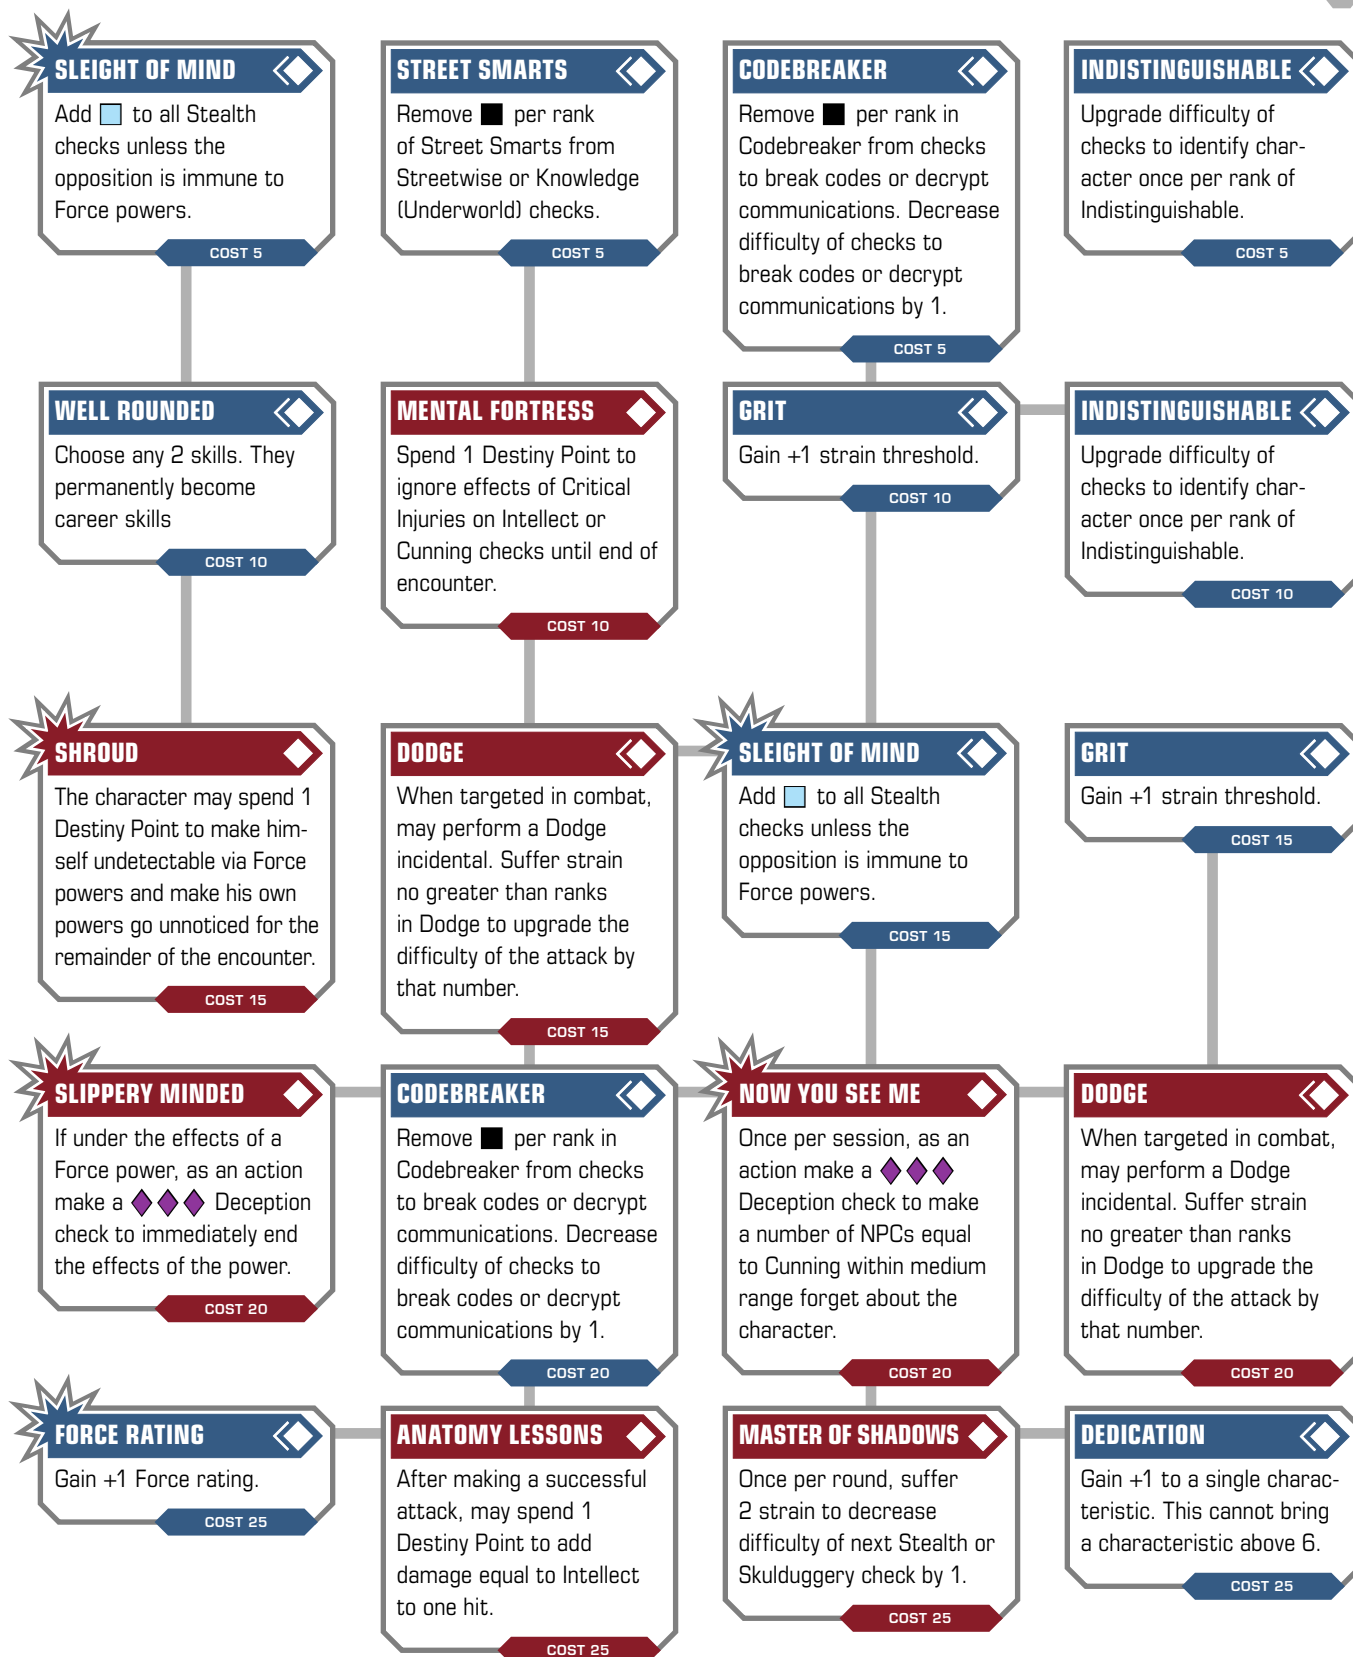 SLEIGHT OF MIND
Add to all Stealth
checks unless the
opposition is immune to
Force powers.
COST 5
STREET SMARTS
Remove per rank
of Street Smarts from
Streetwise or Knowledge
(Underworld) checks.
COST 5
CODEBREAKER
Remove per rank in
Codebreaker from checks
to break codes or decrypt
communications. Decrease
difficulty of checks to
break codes or decrypt
communications by 1.
COST 5
INDISTINGUISHABLE
Upgrade difficulty of
checks to identify char-
acter once per rank of
Indistinguishable.
COST 5
WELL ROUNDED
Choose any 2 skills. They
permanently become
career skills
COST 10
MENTAL FORTRESS
Spend 1 Destiny Point to
ignore effects of Critical
Injuries on Intellect or
Cunning checks until end of
encounter.
COST 10
GRIT
Gain +1 strain threshold.
COST 10
INDISTINGUISHABLE
Upgrade difficulty of
checks to identify char-
acter once per rank of
Indistinguishable.
COST 10
SHROUD
The character may spend 1
Destiny Point to make him-
self undetectable via Force
powers and make his own
powers go unnoticed for the
remainder of the encounter.
COST 15
DODGE
When targeted in combat,
may perform a Dodge
incidental. Suffer strain
no greater than ranks
in Dodge to upgrade the
difficulty of the attack by
that number.
COST 15
SLEIGHT OF MIND
Add to all Stealth
checks unless the
opposition is immune to
Force powers.
COST 15
GRIT
Gain +1 strain threshold.
COST 15
SLIPPERY MINDED
If under the effects of a
Force power, as an action
make a Deception
check to immediately end
the effects of the power.
COST 20
CODEBREAKER
Remove per rank in
Codebreaker from checks
to break codes or decrypt
communications. Decrease
difficulty of checks to
break codes or decrypt
communications by 1.
COST 20
NOW YOU SEE ME
Once per session, as an
action make a
Deception check to make
a number of NPCs equal
to Cunning within medium
range forget about the
character.
COST 20
DODGE
When targeted in combat,
may perform a Dodge
incidental. Suffer strain
no greater than ranks
in Dodge to upgrade the
difficulty of the attack by
that number.
COST 20
FORCE RATING
Gain +1 Force rating.
COST 25
ANATOMY LESSONS
After making a successful
attack, may spend 1
Destiny Point to add
damage equal to Intellect
to one hit.
COST 25
MASTER OF SHADOWS
Once per round, suffer
2 strain to decrease
difficulty of next Stealth or
Skulduggery check by 1.
COST 25
DEDICATION
Gain +1 to a single charac-
teristic. This cannot bring
a characteristic above 6.
COST 25